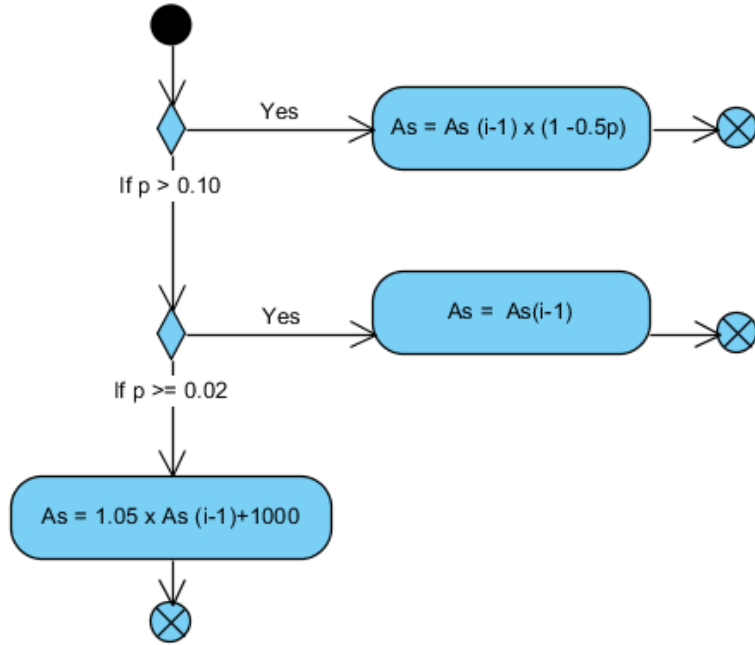 Yes
As = As (i-1) x (1 -0.5p)
If p > 0.10
Yes
As =  As(i-1)
If p >= 0.02
As = 1.05 x As (i-1)+1000